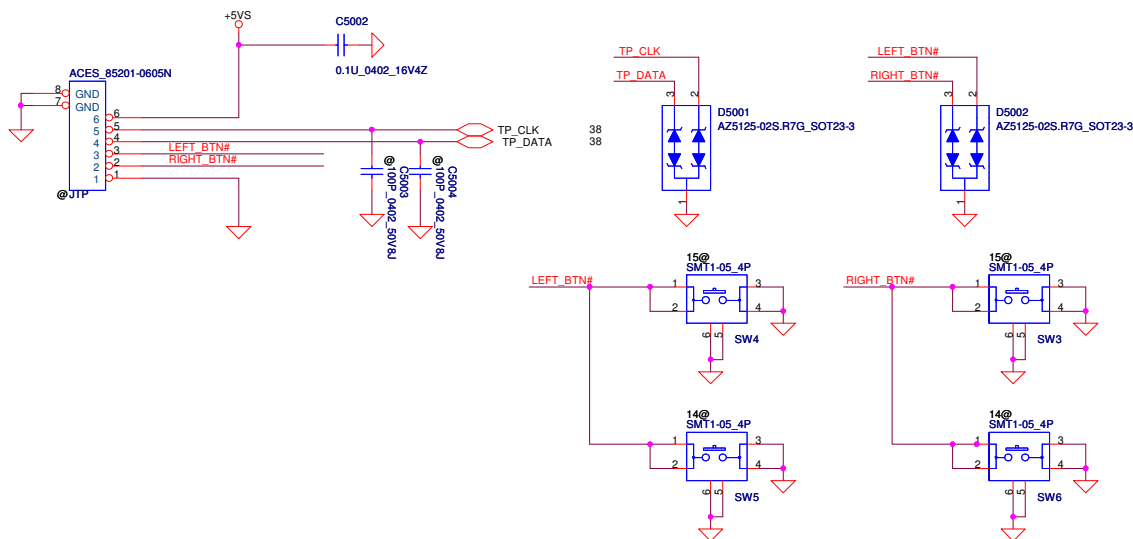 +5VS
C5002
0.1U_0402_16V4Z
ACES_85201-0605N
8
GND
7
GND
6
6
5
5
4
4
3
3
2
2
1
1
LEFT_BTN#
RIGHT_BTN#
@JTP
TP_CLK 38
TP_DATA 38
@
100P_0402_50V8J
C5003
@
100P_0402_50V8J
C5004
TP_CLK
TP_DATA
3
2
D5001
AZ5125-02S.R7G_SOT23-3
1
LEFT_BTN#
RIGHT_BTN#
3
2
D5002
AZ5125-02S.R7G_SOT23-3
1
LEFT_BTN#
15@
SMT1-05_4P
1
3
2
4
6
5
SW4
RIGHT_BTN#
15@
SMT1-05_4P
1
3
2
4
6
5
SW3
14@
SMT1-05_4P
1
3
2
4
6
5
SW5
14@
SMT1-05_4P
1
3
2
4
6
5
SW6